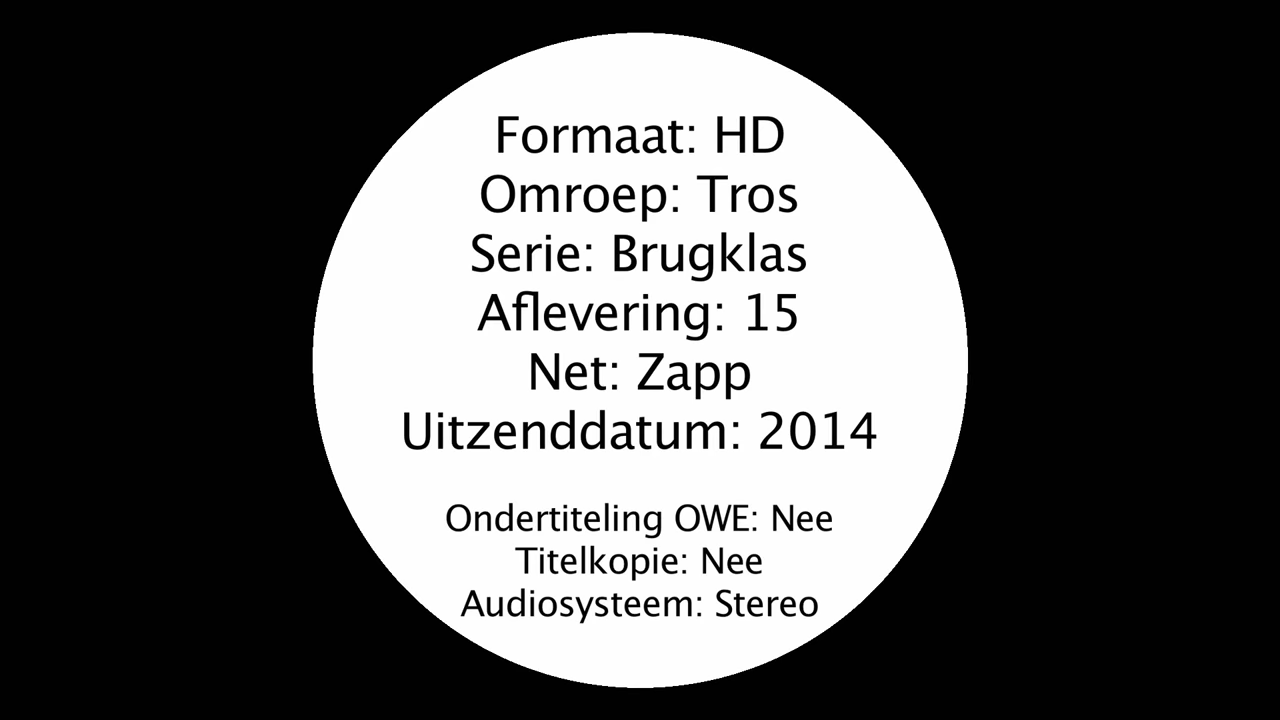 Formaat: HD
Omroep: Tros
Serie: Brugklas
Aflevering: 15
Net: Zapp
Uitzenddatum: 2014
Ondertiteling OWE: Nee
Titelkopie: Nee
Audiosysteem: Stereo